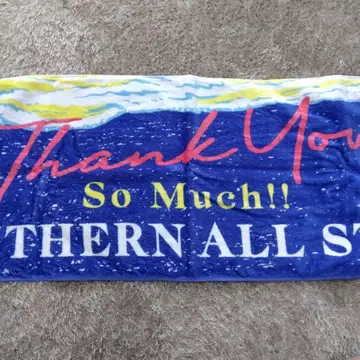 Thank You
So Much!!
THERN ALL ST